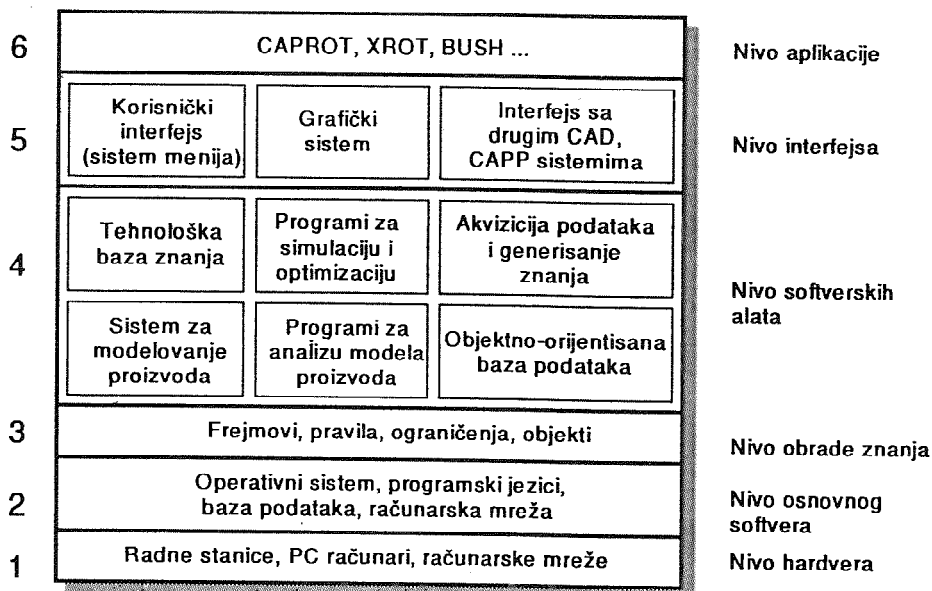 6
CAPROT, XROT, BUSH ...
Nivo aplikacije
5
Korisnički
interfejs
(sistem menija)
Grafički
sistem
Interfejs sa
drugim CAD,
CAPP sistemima
Nivo interfejsa
4
Tehnološka
baza znanja
Programi za
simulaciju i
optimizaciju
Akvizicija podataka
i generisanje
znanja
Sistem za
modelovanje
proizvoda
Programi za
analizu modela
proizvoda
Objektno-orijentisana
baza podataka
Nivo softverskih
alata
3
Frejmovi, pravila, ograničenja, objekti
Nivo obrade znanja
2
Operativni sistem, programski jezici,
baza podataka, računarska mreža
Nivo osnovnog
softvera
1
Radne stanice, PC računari, računarske mreže
Nivo hardvera